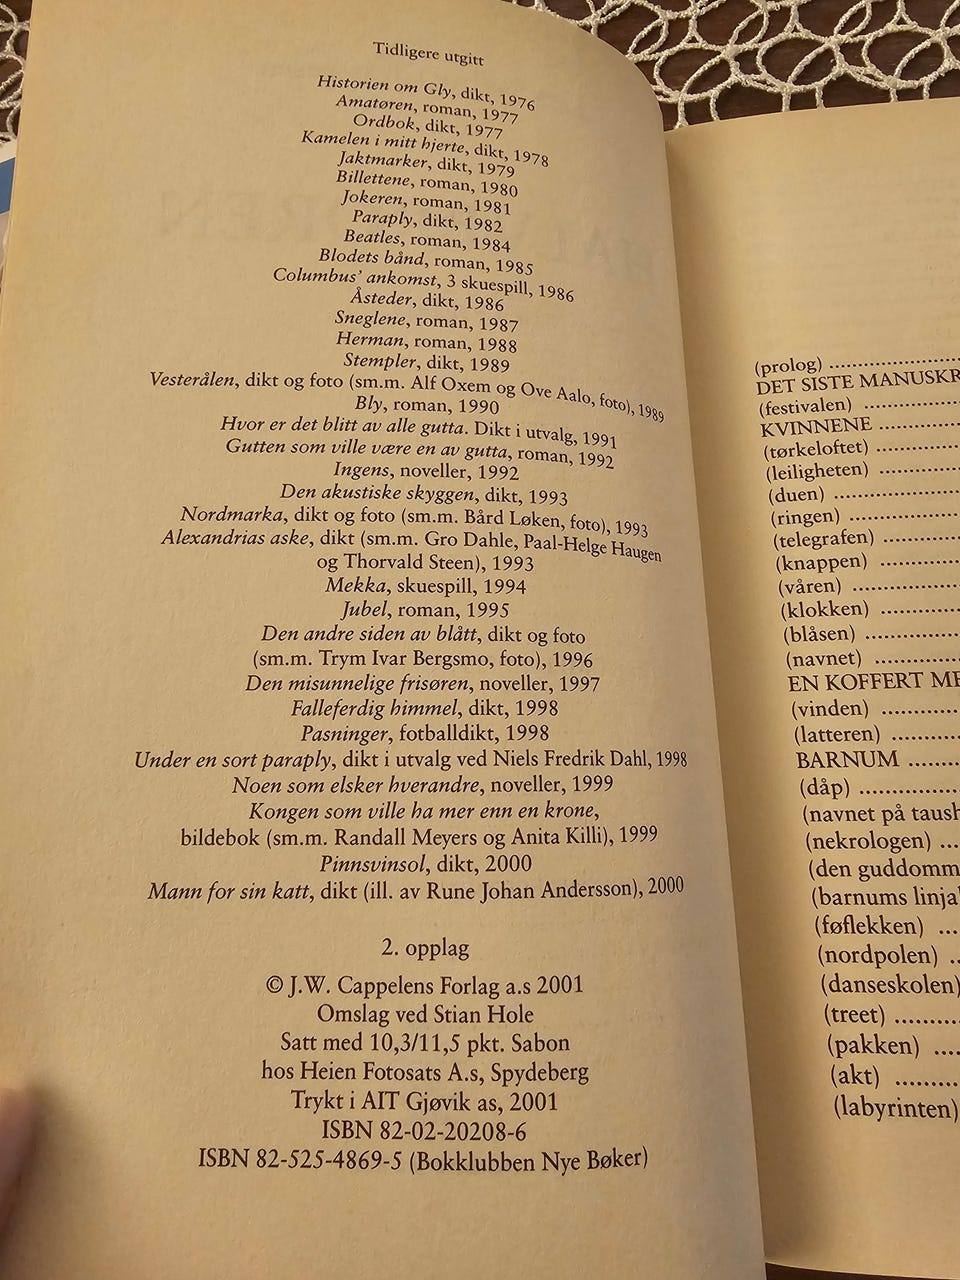 Tidligere utgitt
Historien om Gly, dikt, 1976
Amatøren, roman, 1977
Ordbok, dikt, 1977
Kamelen i mitt hjerte, dikt, 1978
Jaktmarker, dikt, 1979
Billettene, roman, 1980
Jokeren, roman, 1981
Paraply, dikt, 1982
Beatles, roman, 1984
Blodets bånd, roman, 1985
Columbus' ankomst, 3 skuespill, 1986
Åsteder, dikt, 1986
Sneglene, roman, 1987
Herman, roman, 1988
Stempler, dikt, 1989
Vesterålen, dikt og foto (sm.m. Alf Oxem og Ove Aalo, foto), 1989
Bly, roman, 1990
Hvor er det blitt av alle gutta. Dikt i utvalg, 1991
Gutten som ville være en av gutta, roman, 1992
Ingens, noveller, 1992
Den akustiske skyggen, dikt, 1993
Nordmarka, dikt og foto (sm.m. Bård Løken, foto), 1993
Alexandrias aske, dikt (sm.m. Gro Dahle, Paal-Helge Haugen
og Thorvald Steen), 1993
Mekka, skuespill, 1994
Jubel, roman, 1995
Den andre siden av blått, dikt og foto
(sm.m. Trym Ivar Bergsmo, foto), 1996
Den misunnelige frisøren, noveller, 1997
Falleferdig himmel, dikt, 1998
Pasninger, fotballdikt, 1998
Under en sort paraply, dikt i utvalg ved Niels Fredrik Dahl, 1998
Noen som elsker hverandre, noveller, 1999
Kongen som ville ha mer enn en krone,
bildebok (sm.m. Randall Meyers og Anita Killi), 1999
Pinnsvinsol, dikt, 2000
Mann for sin katt, dikt (ill. av Rune Johan Andersson), 2000
2. opplag
© J.W. Cappelens Forlag a.s 2001
Omslag ved Stian Hole
Satt med 10,3/11,5 pkt. Sabon
hos Heien Fotosats A.s, Spydeberg
Trykt i AIT Gjøvik as, 2001
ISBN 82-02-20208-6
ISBN 82-525-4869-5 (Bokklubben Nye Bøker)
(prolog)
DET SISTE MANUSKR
(festivalen)
KVINNENE
(tørkeloftet)
(leiligheten)
(duen)
(ringen)
(telegrafen)
(knappen)
(våren)
(klokken)
(blåsen)
(navnet)
EN KOFFERT ME
(vinden)
(latteren)
BARNUM
(dåp)
(navnet på taush
(nekrologen)
(den guddomm
(barnums linja
(føflekken)
(nordpolen)
(danseskolen)
(treet)
(pakken)
(akt)
(labyrinten)